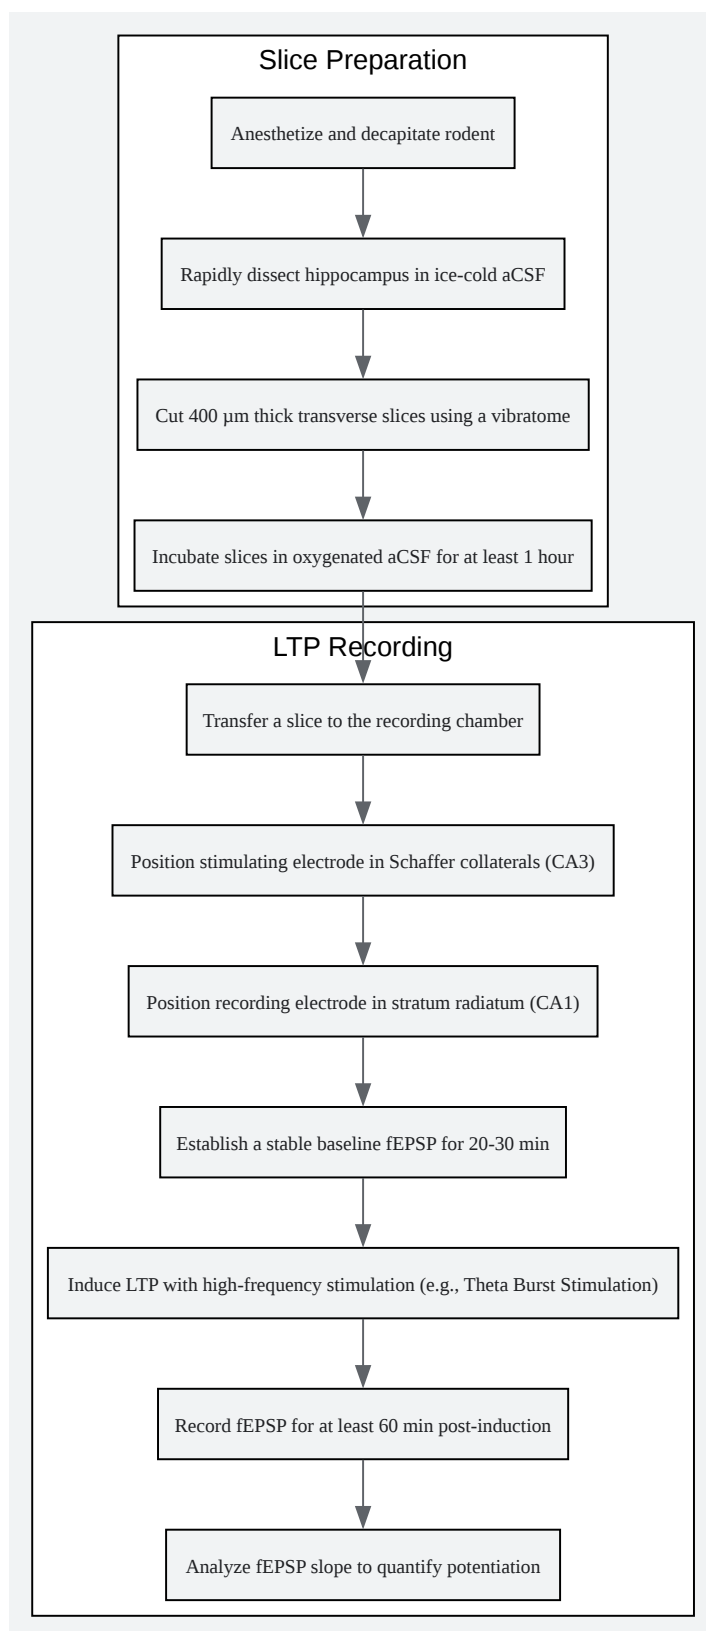 Slice Preparation
Anesthetize and decapitate rodent
Rapidly dissect hippocampus in ice-cold aCSF
Cut 400 µm thick transverse slices using a vibratome
Incubate slices in oxygenated aCSF for at least 1 hour
LTP Recording
Transfer a slice to the recording chamber
Position stimulating electrode in Schaffer collaterals (CA3)
Position recording electrode in stratum radiatum (CA1)
Establish a stable baseline fEPSP for 20-30 min
Induce LTP with high-frequency stimulation (e.g., Theta Burst Stimulation)
Record fEPSP for at least 60 min post-induction
Analyze fEPSP slope to quantify potentiation